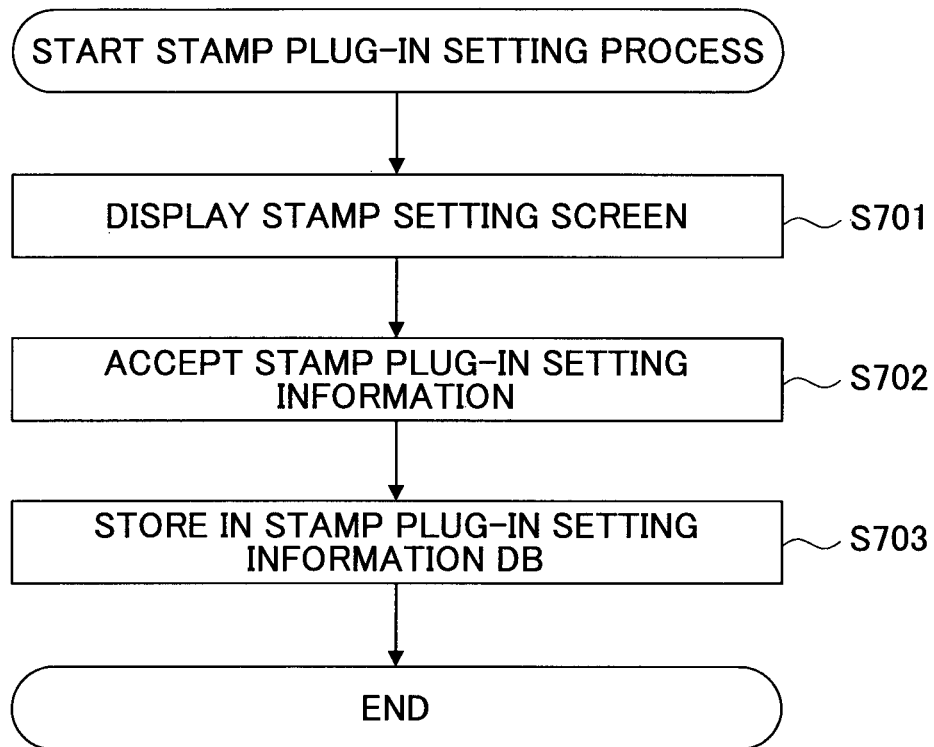 START STAMP PLUG-IN SETTING PROCESS
DISPLAY STAMP SETTING SCREEN
S701
ACCEPT STAMP PLUG-IN SETTING
INFORMATION
S702
STORE IN STAMP PLUG-IN SETTING
INFORMATION DB
S703
END